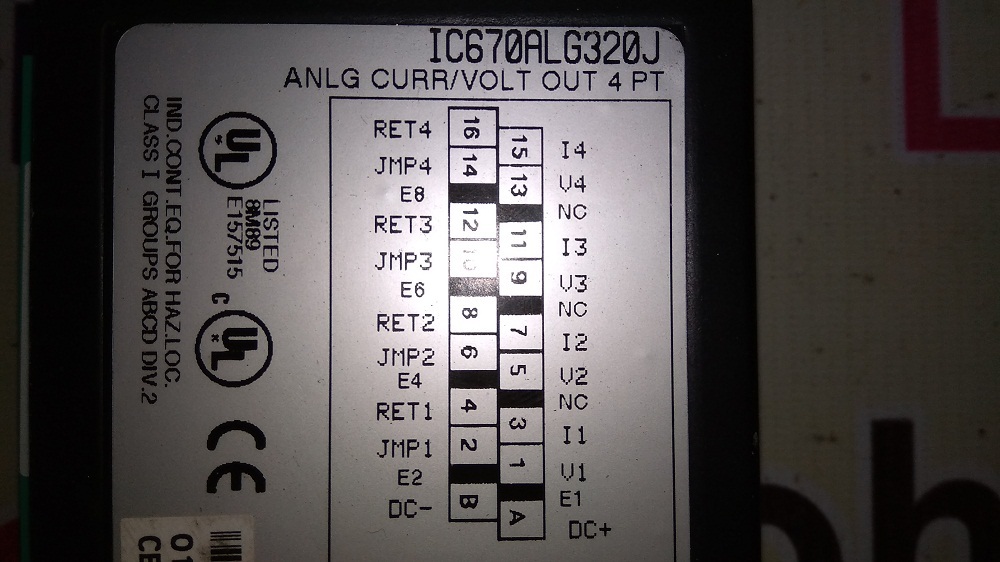 IC670ALG320J
ANLG CURR/VOLT OUT 4 PT
RET4 16 15 I4
JMP4 14 13 V4
E8 NC
RET3 12 11 I3
JMP3 10 9 V3
E6 NC
RET2 8 7 I2
JMP2 6 5 V2
E4 NC
RET1 4 3 I1
JMP1 2 1 V1
E2 E1
DC- B A DC+
UL
LISTED
8M89
E157515
C UL
CE
IND.CONT.EQ.FOR HAZ.LOC.
CLASS I GROUPS ABCD DIV.2